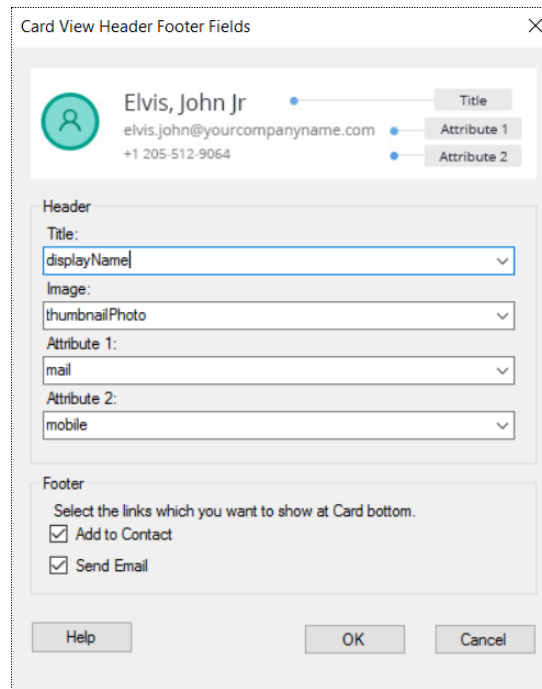 Card View Header Footer Fields
Elvis, John Jr
Title
elvis.john@yourcompanyname.com
Attribute 1
+1 205-512-9064
Attribute 2
Header
Title:
displayName
Image:
thumbnailPhoto
Attribute 1:
mail
Attribute 2:
mobile
Footer
Select the links which you want to show at Card bottom.
Add to Contact
Send Email
Help
OK
Cancel